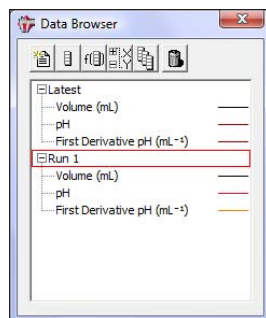 Data Browser
f()
Latest
Volume (mL)
pH
First Derivative pH (mL⁻¹)
Run 1
Volume (mL)
pH
First Derivative pH (mL⁻¹)